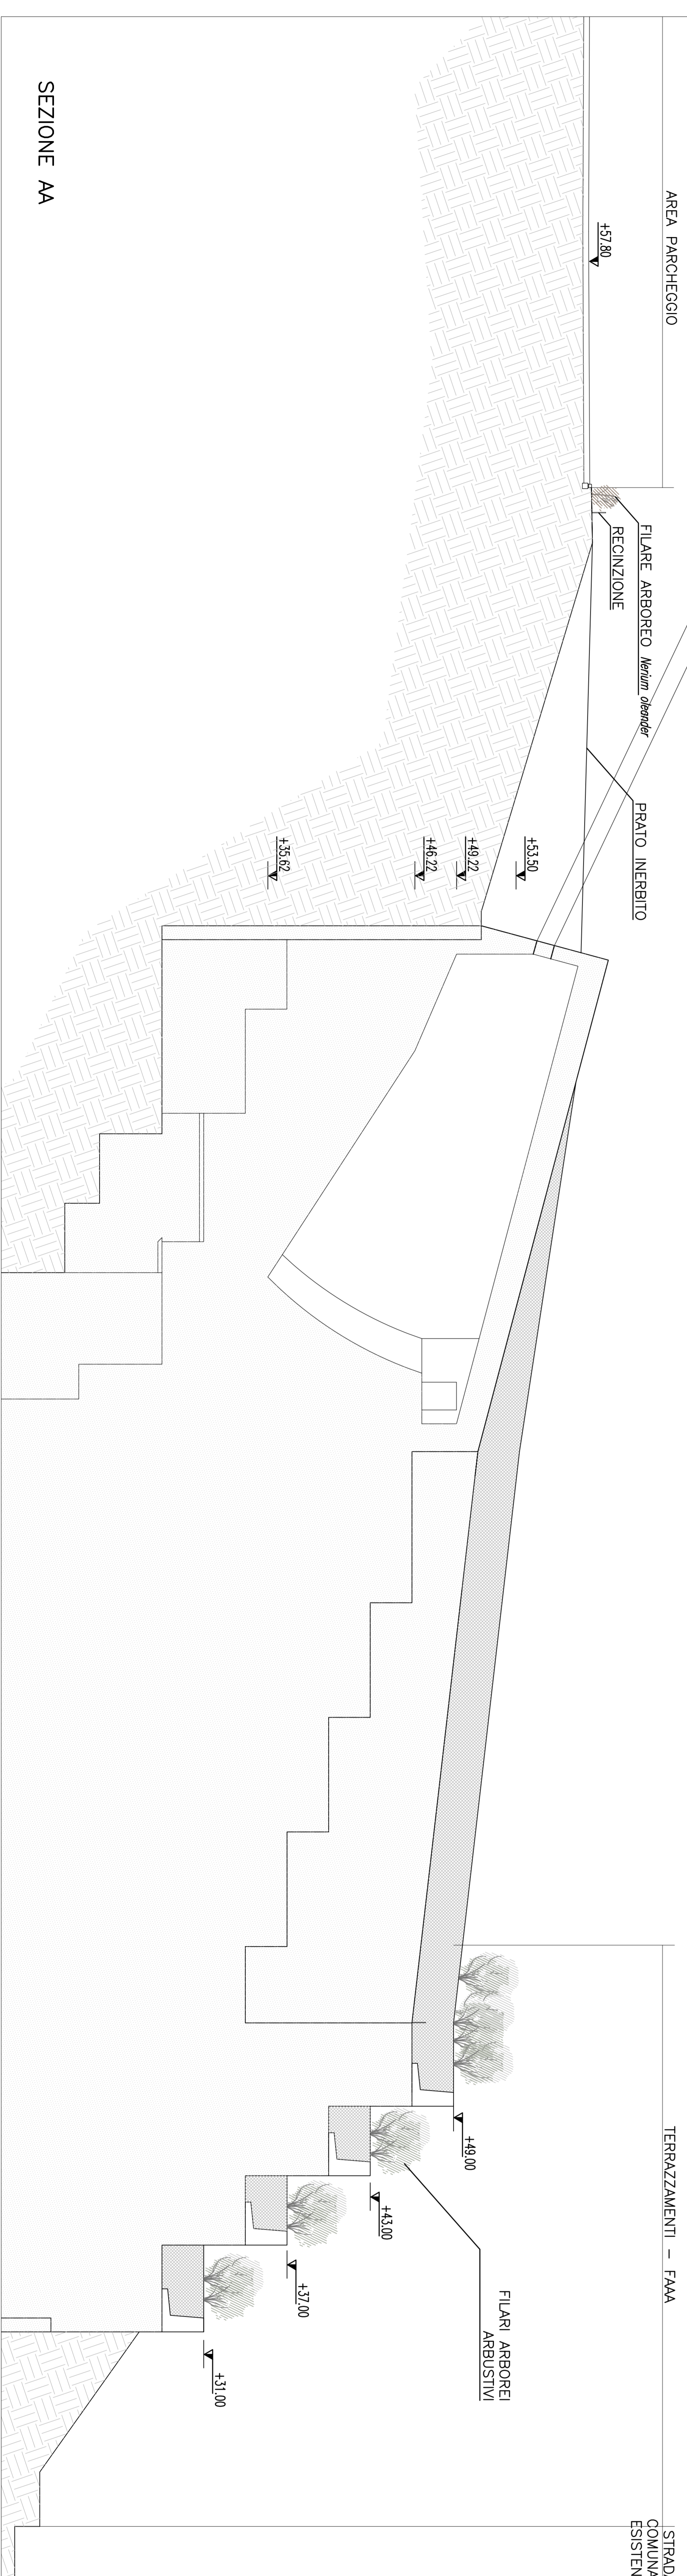 AREA PARCHEGGIO
+57.80
FILARE ARBOREO Nerium oleander
RECINZIONE
PRATO INERBITO
+53.50
+49.22
+46.22
+35.62
TERRAZZAMENTI – FAAA
+49.00
+43.00
+37.00
+31.00
FILARI ARBOREI
ARBUSTIVI
STRAD
COMUNA
ESISTEN
SEZIONE AA